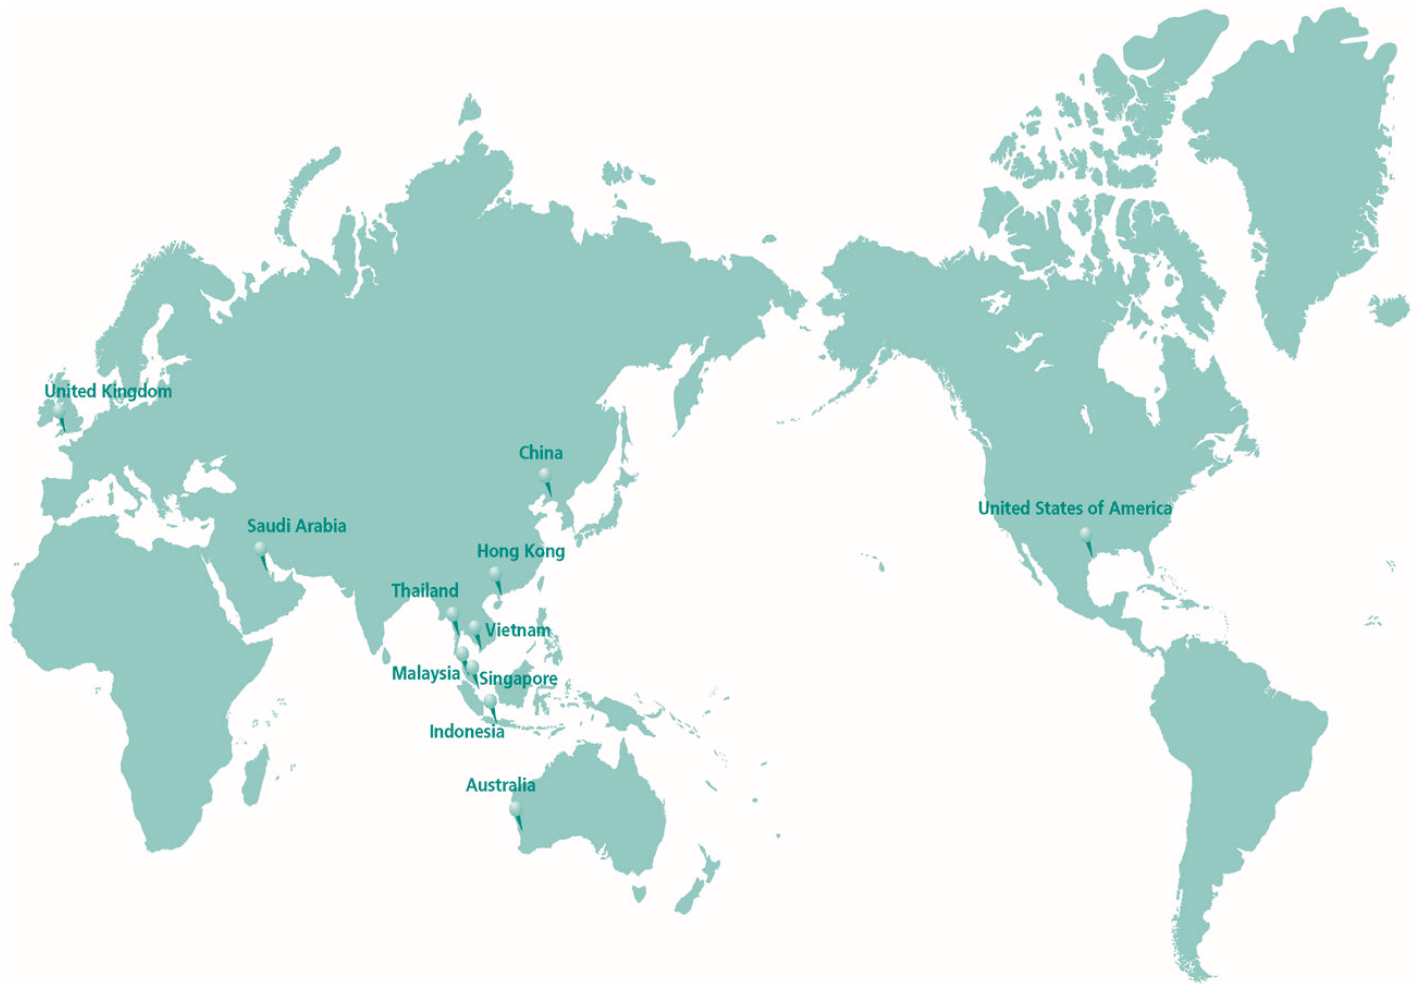 United Kingdom
China
United States of America
Saudi Arabia
Hong Kong
Thailand
Vietnam
Malaysia
Singapore
Indonesia
Australia